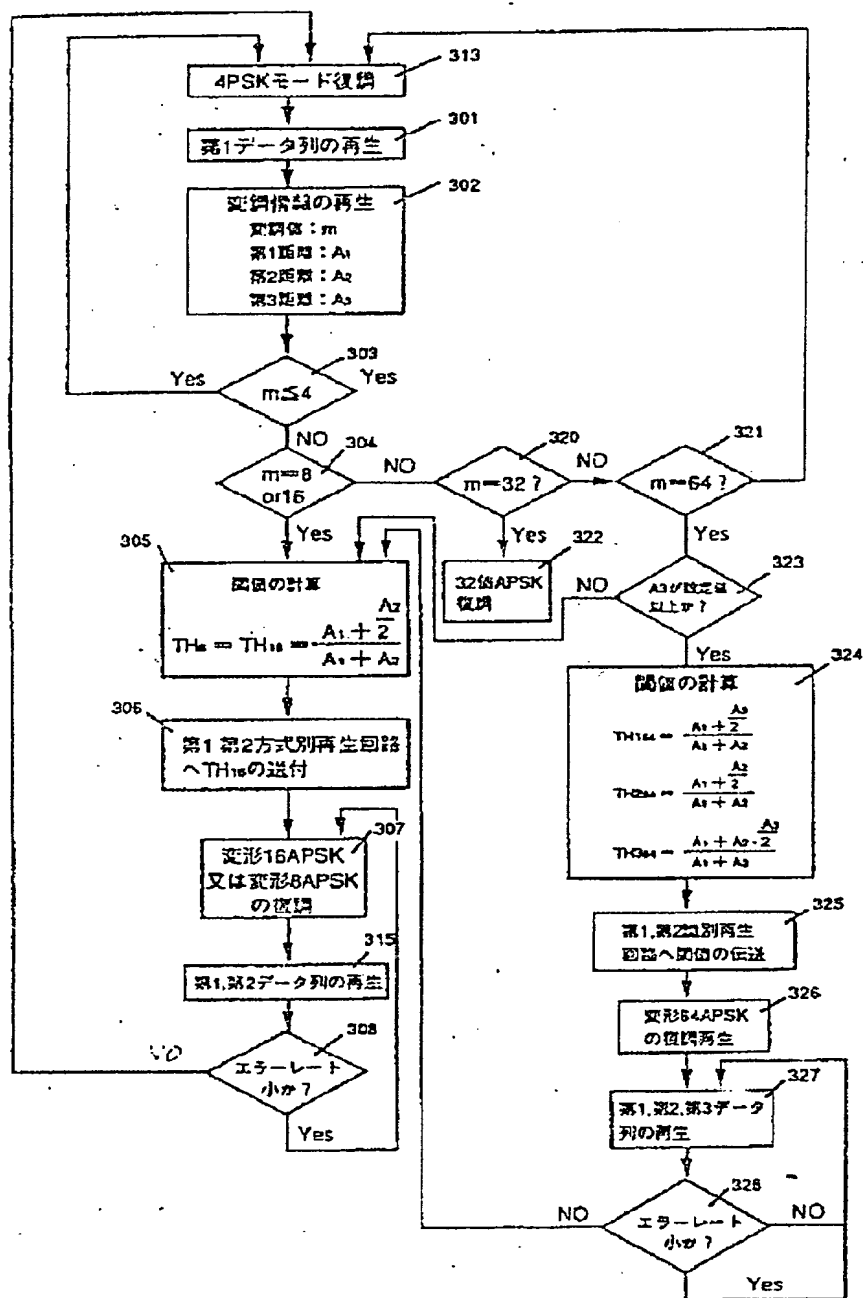 4PSKモード復調
313
第1データ列の再生
301
変調情報の再生
変調値：m
第1距離：A1
第2距離：A2
第3距離：A3
302
m≦4
303
Yes
Yes
NO
m=8
or16
304
NO
m=32？
320
NO
m=64？
321
Yes
Yes
Yes
305
閾値の計算
TH8 = TH16 = A1 + A2/2
A1 + A2
32値APSK
復調
322
A3が設定値
以上か？
323
NO
Yes
306
第1 第2方式別再生回路
へTH16の送付
324
閾値の計算
TH164 =
A1 + A2
TH264 =
TH364 =
A1 + A2
307
変形16APSK
又は変形8APSK
の復調
325
第1,第2識別再生
回路へ閾値の伝送
315
第1,第2データ列の再生
326
変形64APSK
の復調再生
308
エラーレート
小か？
NO
Yes
327
第1,第2,第3データ
列の再生
328
エラーレート
小か？
NO
NO
Yes